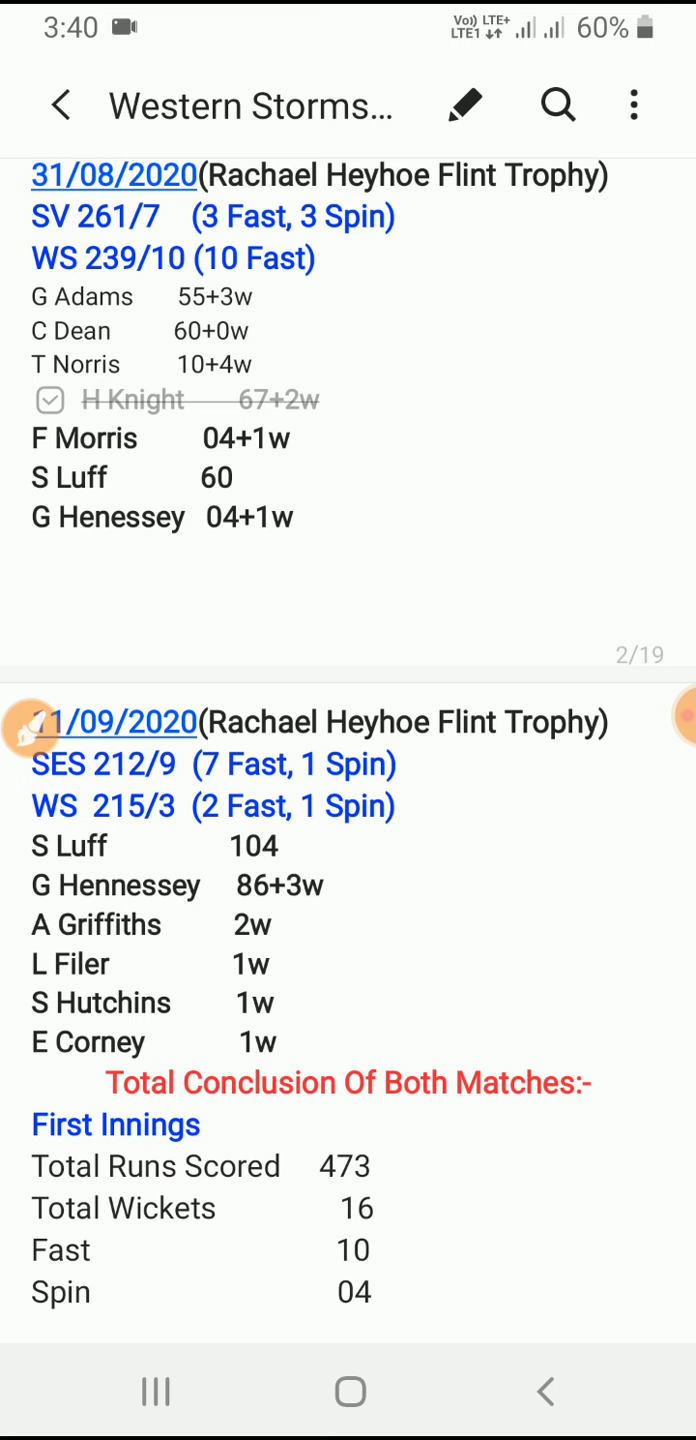 3:40 Vo)) LTE+ LTE1 60%
Western Storms...
31/08/2020(Rachael Heyhoe Flint Trophy)
SV 261/7 (3 Fast, 3 Spin)
WS 239/10 (10 Fast)
G Adams 55+3w
C Dean 60+0w
T Norris 10+4w
H Knight 67+2w
F Morris 04+1w
S Luff 60
G Henessey 04+1w
2/19
11/09/2020(Rachael Heyhoe Flint Trophy)
SES 212/9 (7 Fast, 1 Spin)
WS 215/3 (2 Fast, 1 Spin)
S Luff 104
G Hennessey 86+3w
A Griffiths 2w
L Filer 1w
S Hutchins 1w
E Corney 1w
Total Conclusion Of Both Matches:-
First Innings
Total Runs Scored 473
Total Wickets 16
Fast 10
Spin 04